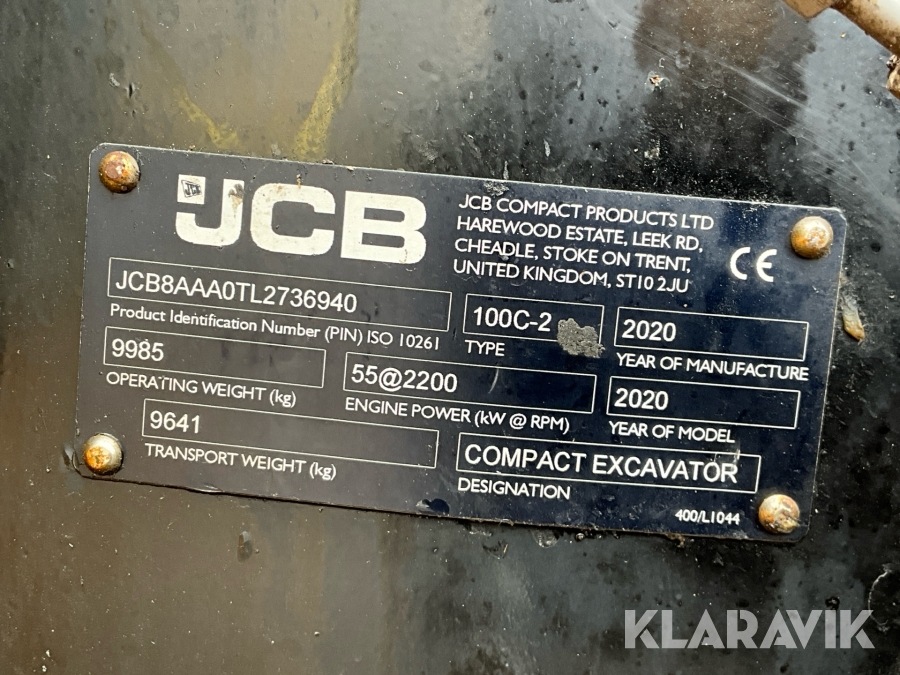 JCB
JCB
JCB COMPACT PRODUCTS LTD
HAREWOOD ESTATE, LEEK RD,
CHEADLE, STOKE ON TRENT,
UNITED KINGDOM, ST10 2JU
CE
JCB8AAA0TL2736940
Product Identification Number (PIN) ISO 10261
100C-2
TYPE
2020
YEAR OF MANUFACTURE
9985
OPERATING WEIGHT (kg)
55@2200
ENGINE POWER (kW @ RPM)
2020
YEAR OF MODEL
9641
TRANSPORT WEIGHT (kg)
COMPACT EXCAVATOR
DESIGNATION
400/L1044
KLARAVIK